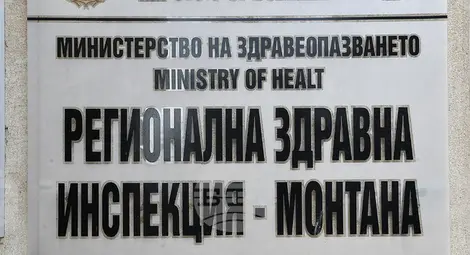 МИНИСТЕРСТВО НА ЗДРАВЕОПАЗВАНЕТО
MINISTRY OF HEALT
РЕГИОНАЛНА ЗДРАВНА
ИНСПЕКЦИЯ - МОНТАНА